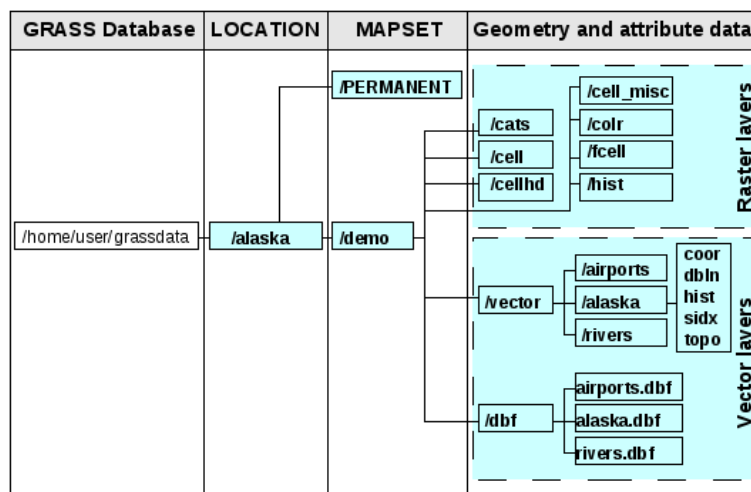 GRASS Database
LOCATION
MAPSET
Geometry and attribute data
/home/user/grassdata
/alaska
/PERMANENT
/demo
/cats
/cell
/cellhd
/cell_misc
/colr
/fcell
/hist
Raster layers
/vector
/airports
/alaska
/rivers
coor
dbln
hist
sidx
topo
/dbf
airports.dbf
alaska.dbf
rivers.dbf
Vector layers